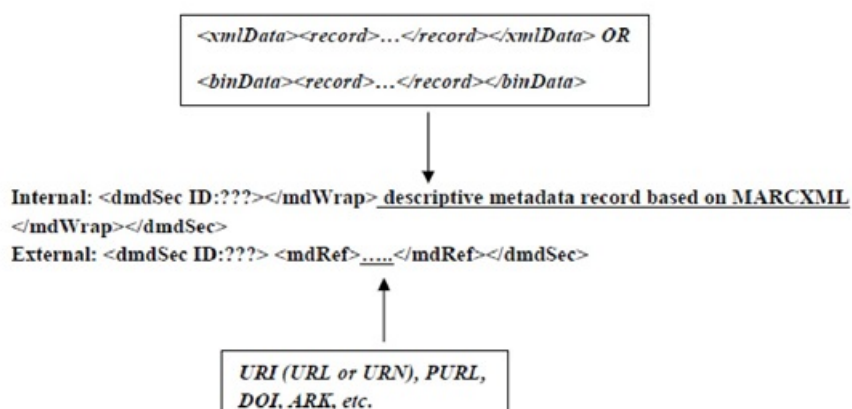 <xmlData><record>…</record></xmlData> OR
<binData><record>…</record></binData>
Internal: <dmdSec ID:???></mdWrap> descriptive metadata record based on MARCXML
</mdWrap></dmdSec>
External: <dmdSec ID:???> <mdRef>…..</mdRef></dmdSec>
URI (URL or URN), PURL,
DOI, ARK, etc.